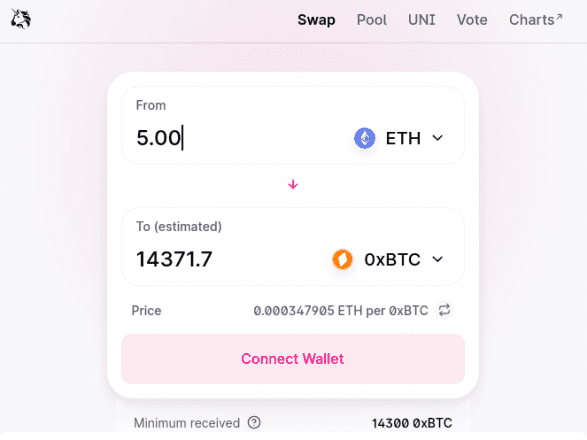 Swap Pool UNI Vote Charts↗
From
5.00 ETH
To (estimated)
14371.7 0xBTC
Price 0.000347905 ETH per 0xBTC
Connect Wallet
Minimum received ? 14300 0xBTC